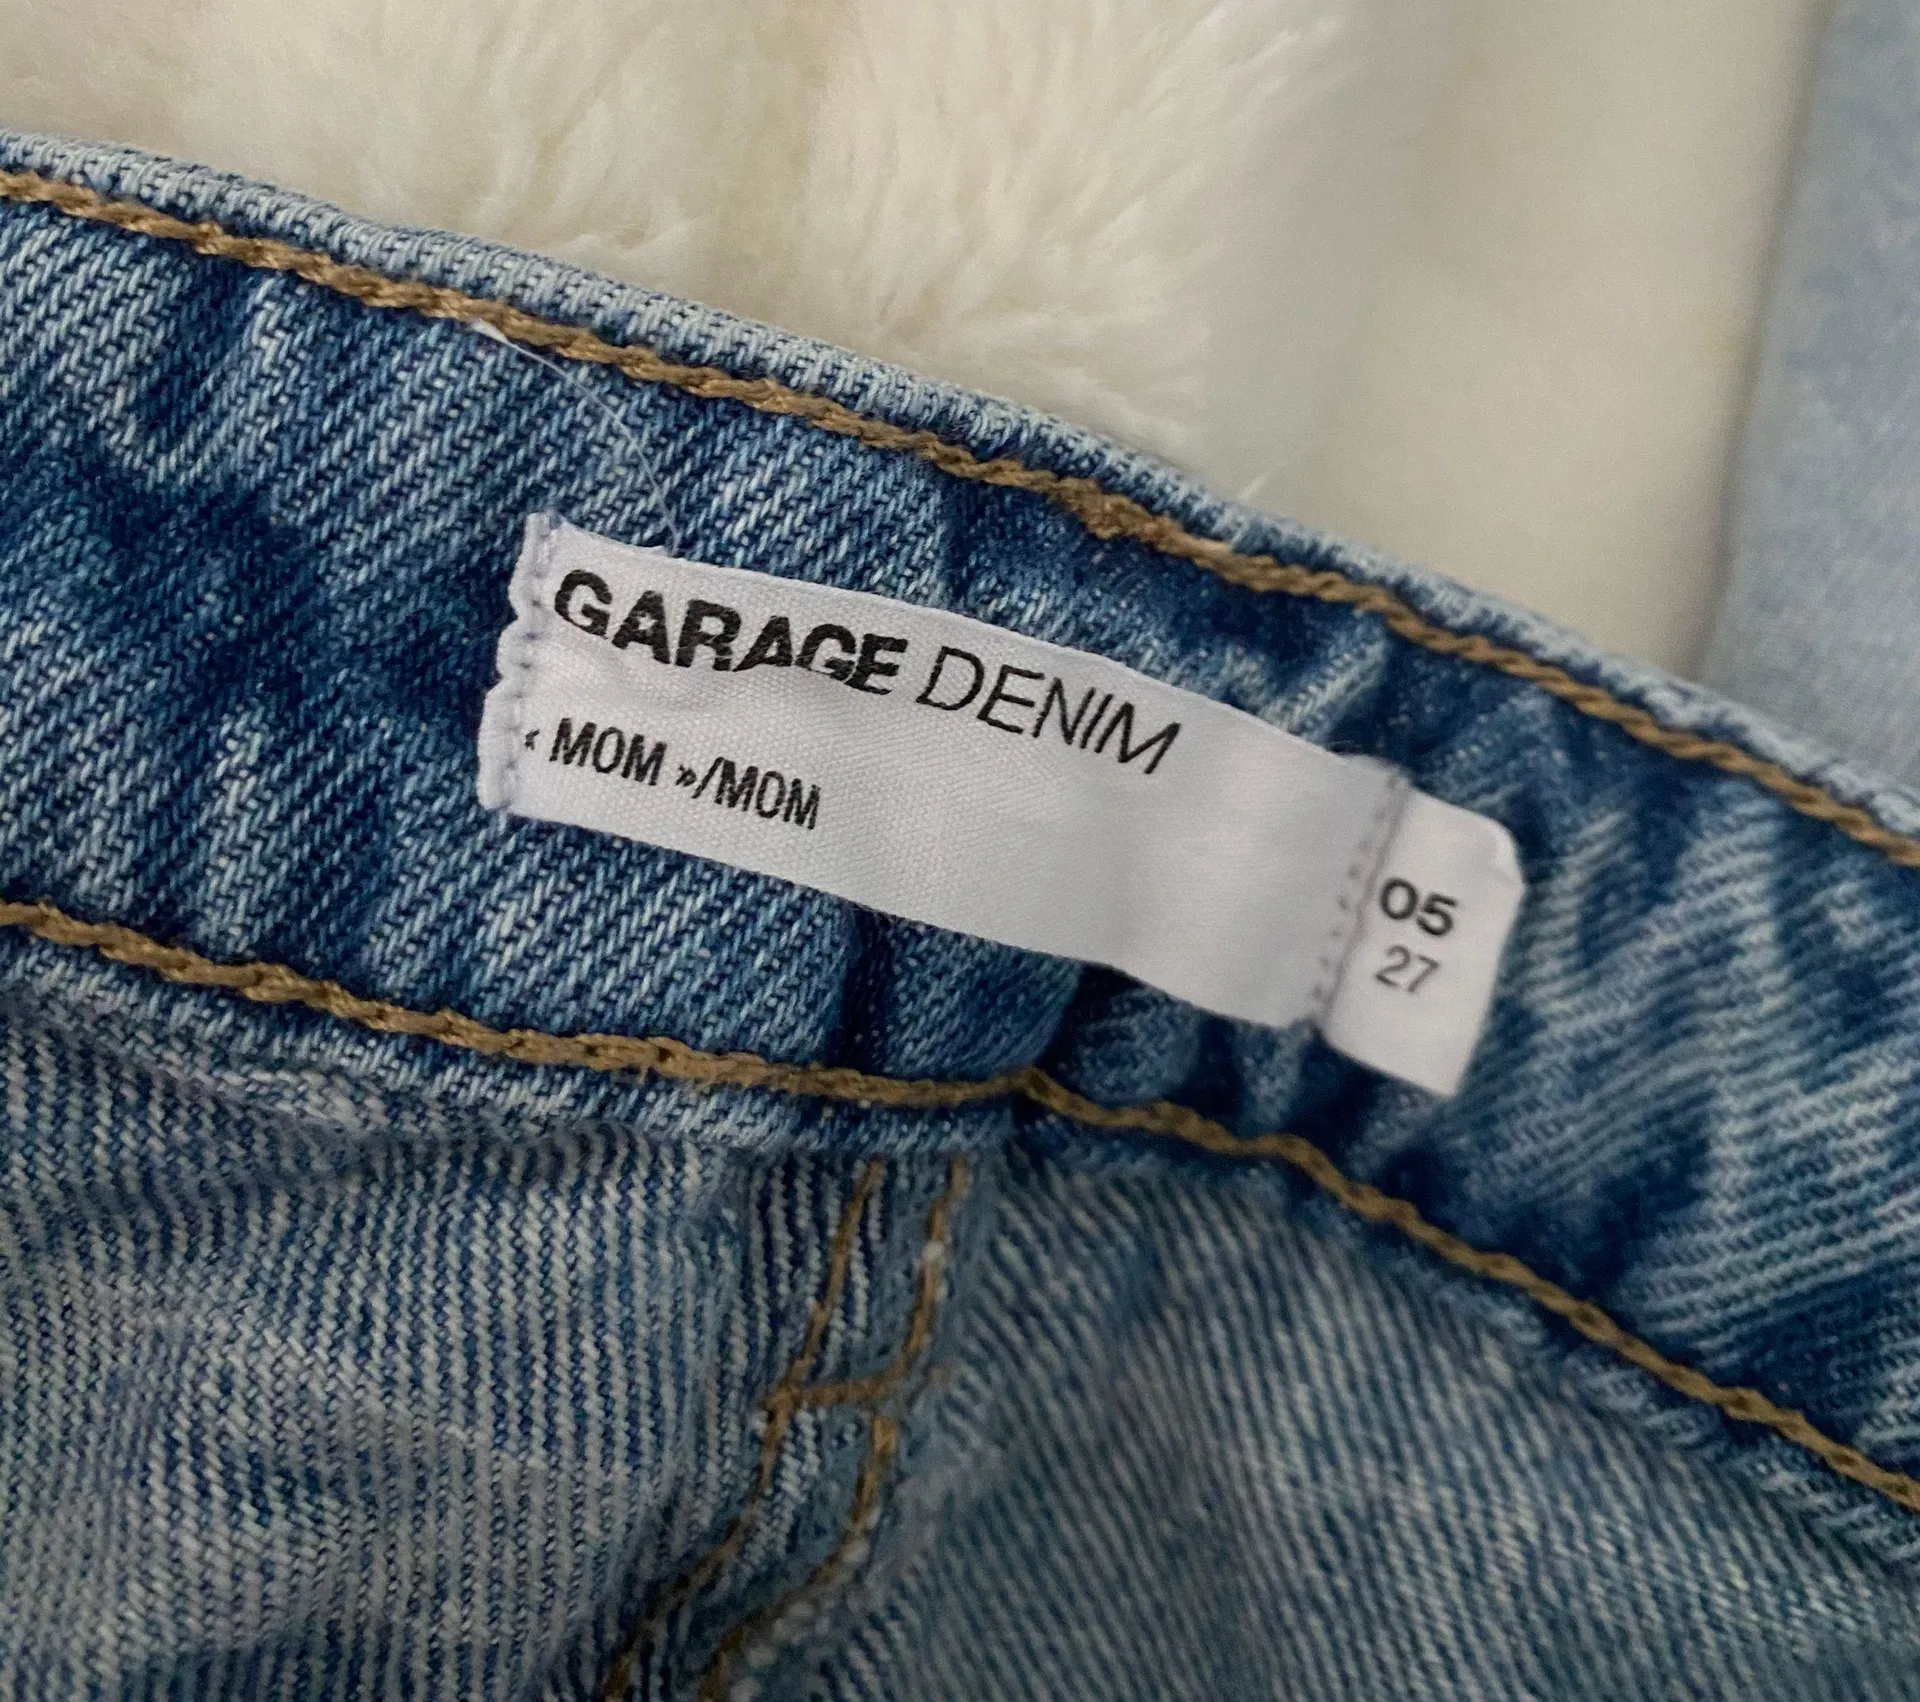 GARAGE DENIM
‹ MOM »/MOM
05
27